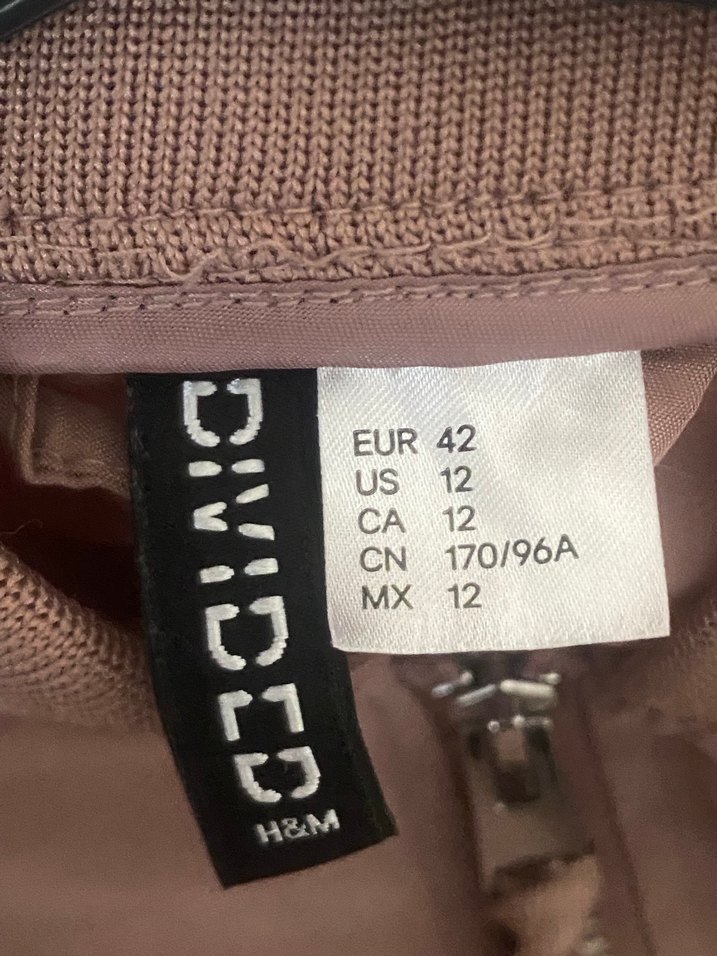 DIVIDED
H&M
EUR 42
US 12
CA 12
CN 170/96A
MX 12